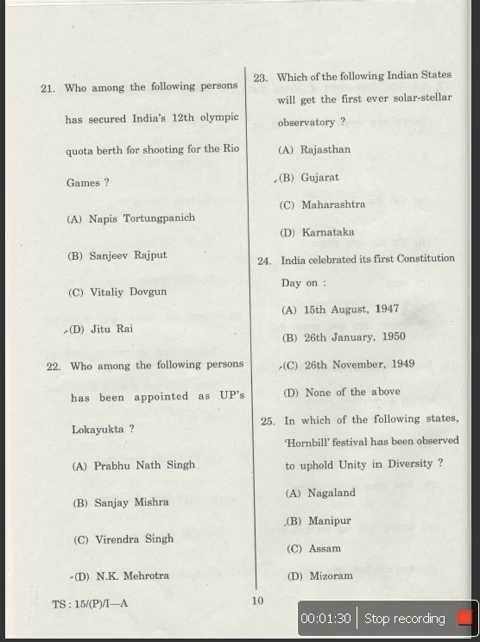 21. Who among the following persons
has secured India's 12th olympic
quota berth for shooting for the Rio
Games ?
(A) Napis Tortungpanich
(B) Sanjeev Rajput
(C) Vitaliy Dovgun
(D) Jitu Rai
22. Who among the following persons
has been appointed as UP's
Lokayukta ?
(A) Prabhu Nath Singh
(B) Sanjay Mishra
(C) Virendra Singh
(D) N.K. Mehrotra
TS : 15/(P)/I—A
23. Which of the following Indian States
will get the first ever solar-stellar
observatory ?
(A) Rajasthan
(B) Gujarat
(C) Maharashtra
(D) Karnataka
24. India celebrated its first Constitution
Day on :
(A) 15th August, 1947
(B) 26th January, 1950
(C) 26th November, 1949
(D) None of the above
25. In which of the following states,
'Hornbill' festival has been observed
to uphold Unity in Diversity ?
(A) Nagaland
(B) Manipur
(C) Assam
(D) Mizoram
10
00:01:30 Stop recording